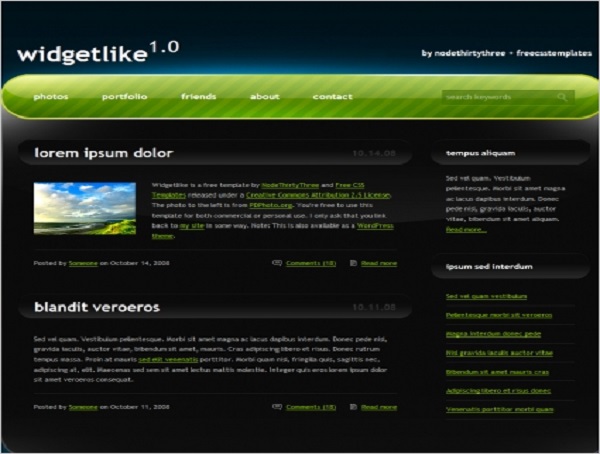 widgetlike1.0
by nodethirtythree + freecsstemplates
photos portfolio friends about contact search keywords
lorem ipsum dolor 10.14.08
Widgetlike is a free template by NodeThirtyThree and Free CSS
Templates released under a Creative Commons Attribution 2.5 License.
The photo to the left is from PDPhotos.org. You're free to use this
template for both commercial or personal use. I only ask that you link
back to my site in some way. Notes This is also available as a WordPress
theme.
Posted by Someone on October 14, 2008 Comments (18) Read more
blandit veroeros 10.11.08
Sed vel quam. Vestibulum pellentesque. Morbi sit amet magna ac lacus dapibus interdum. Donec pede nisl,
gravida iaculis, auctor vitae, bibendum sit amet, mauris. Cras adipiscing libero et risus. Donec rutrum
tempus massa. Proin at mauris sed elit venenatis porttitor. Morbi quam nisl, fringilla quis, sagittis nec,
adipiscing at, elit. Maecenas sed sem sit amet lectus mattis molestie. Integer quis eros lorem ipsum dolor
sit amet veroeros consequat.
Posted by Someone on October 11, 2008 Comments (18) Read more
tempus aliquam
Sed vel quam. Vestibulum
pellentesque. Morbi sit amet magna
ac lacus dapibus interdum. Donec
pede nisl, gravida iaculis, auctor
vitae, bibendum sit amet aliquam.
Read more...
ipsum sed interdum
Sed vel quam vestibulum
Pellentesque morbi sit veroeros
magna interdum donec pede
Nisl gravida iaculis auctor vitae
Bibendum sit amet mauris cras
Adipiscing libero et risus donec
Venenatis porttitor morbi quam